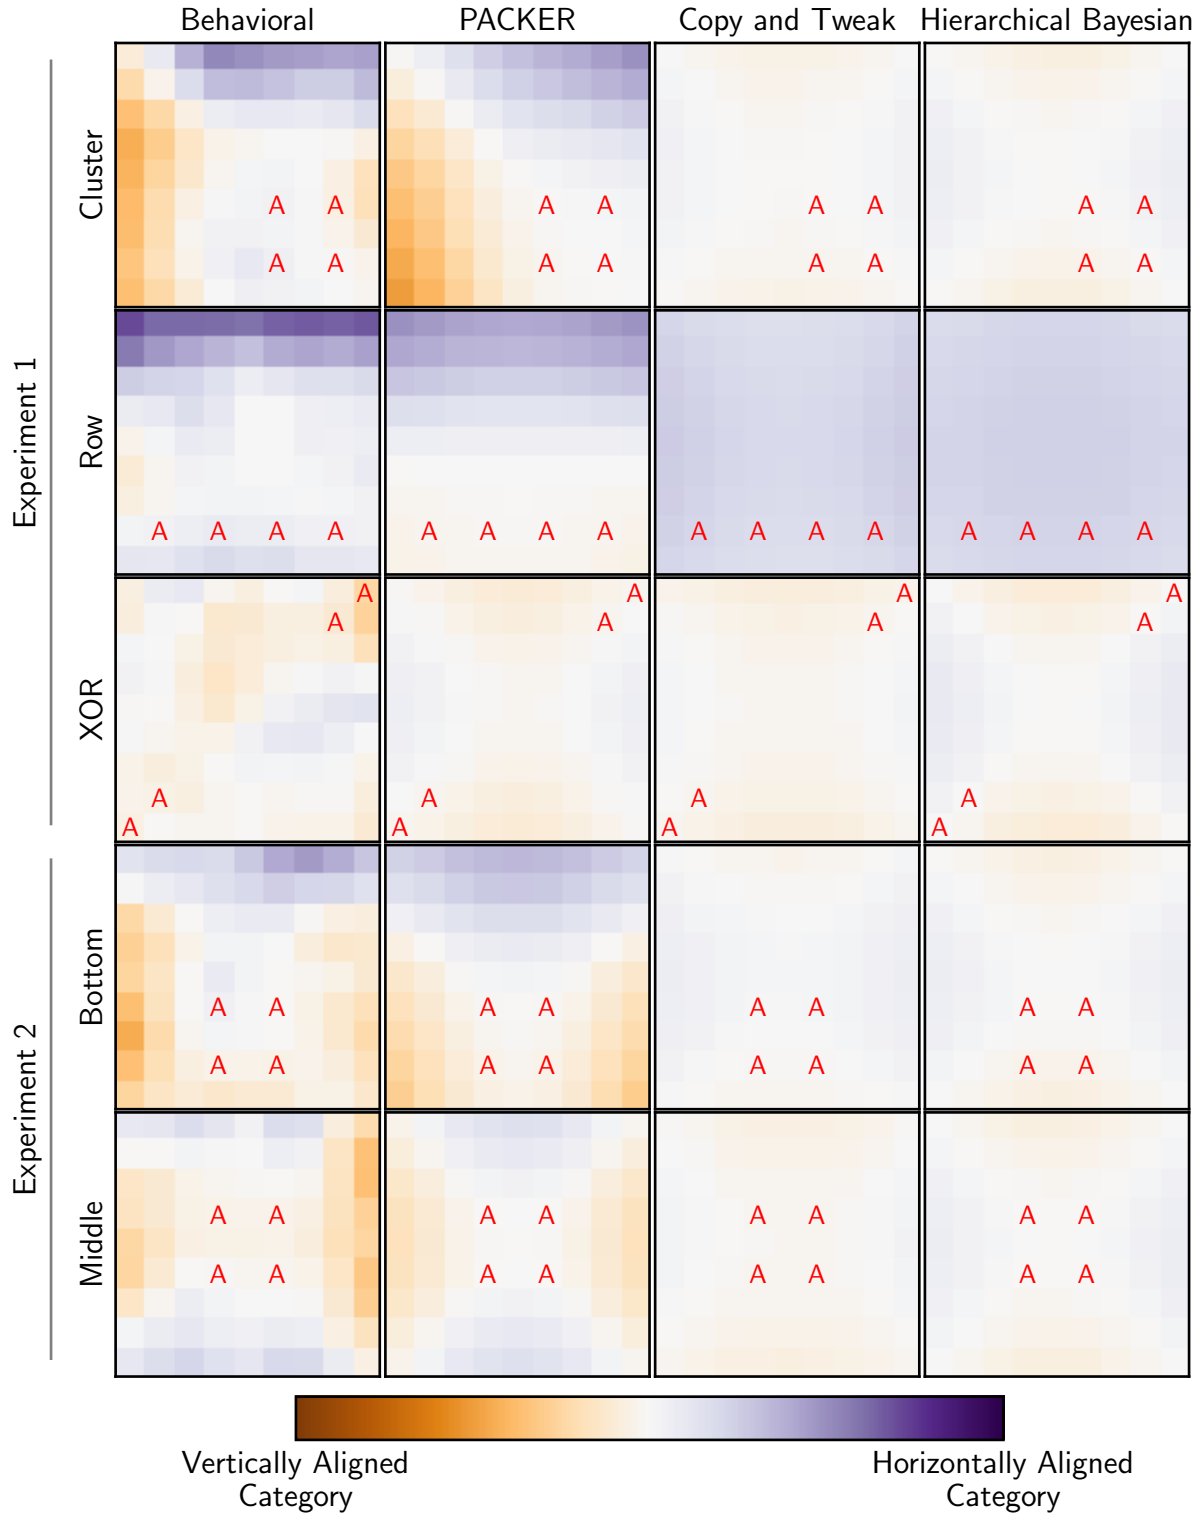 Behavioral PACKER Copy and Tweak Hierarchical Bayesian
Experiment 1
Cluster
A A A A A A A A
A A A A A A A A
Row
A A A A A A A A A A A A A A A A
XOR
A A A A
A A A A
A A A A
A A A A
Experiment 2
Bottom
A A A A A A A A
A A A A A A A A
Middle
A A A A A A A A
A A A A A A A A
Vertically Aligned Horizontally Aligned
Category Category